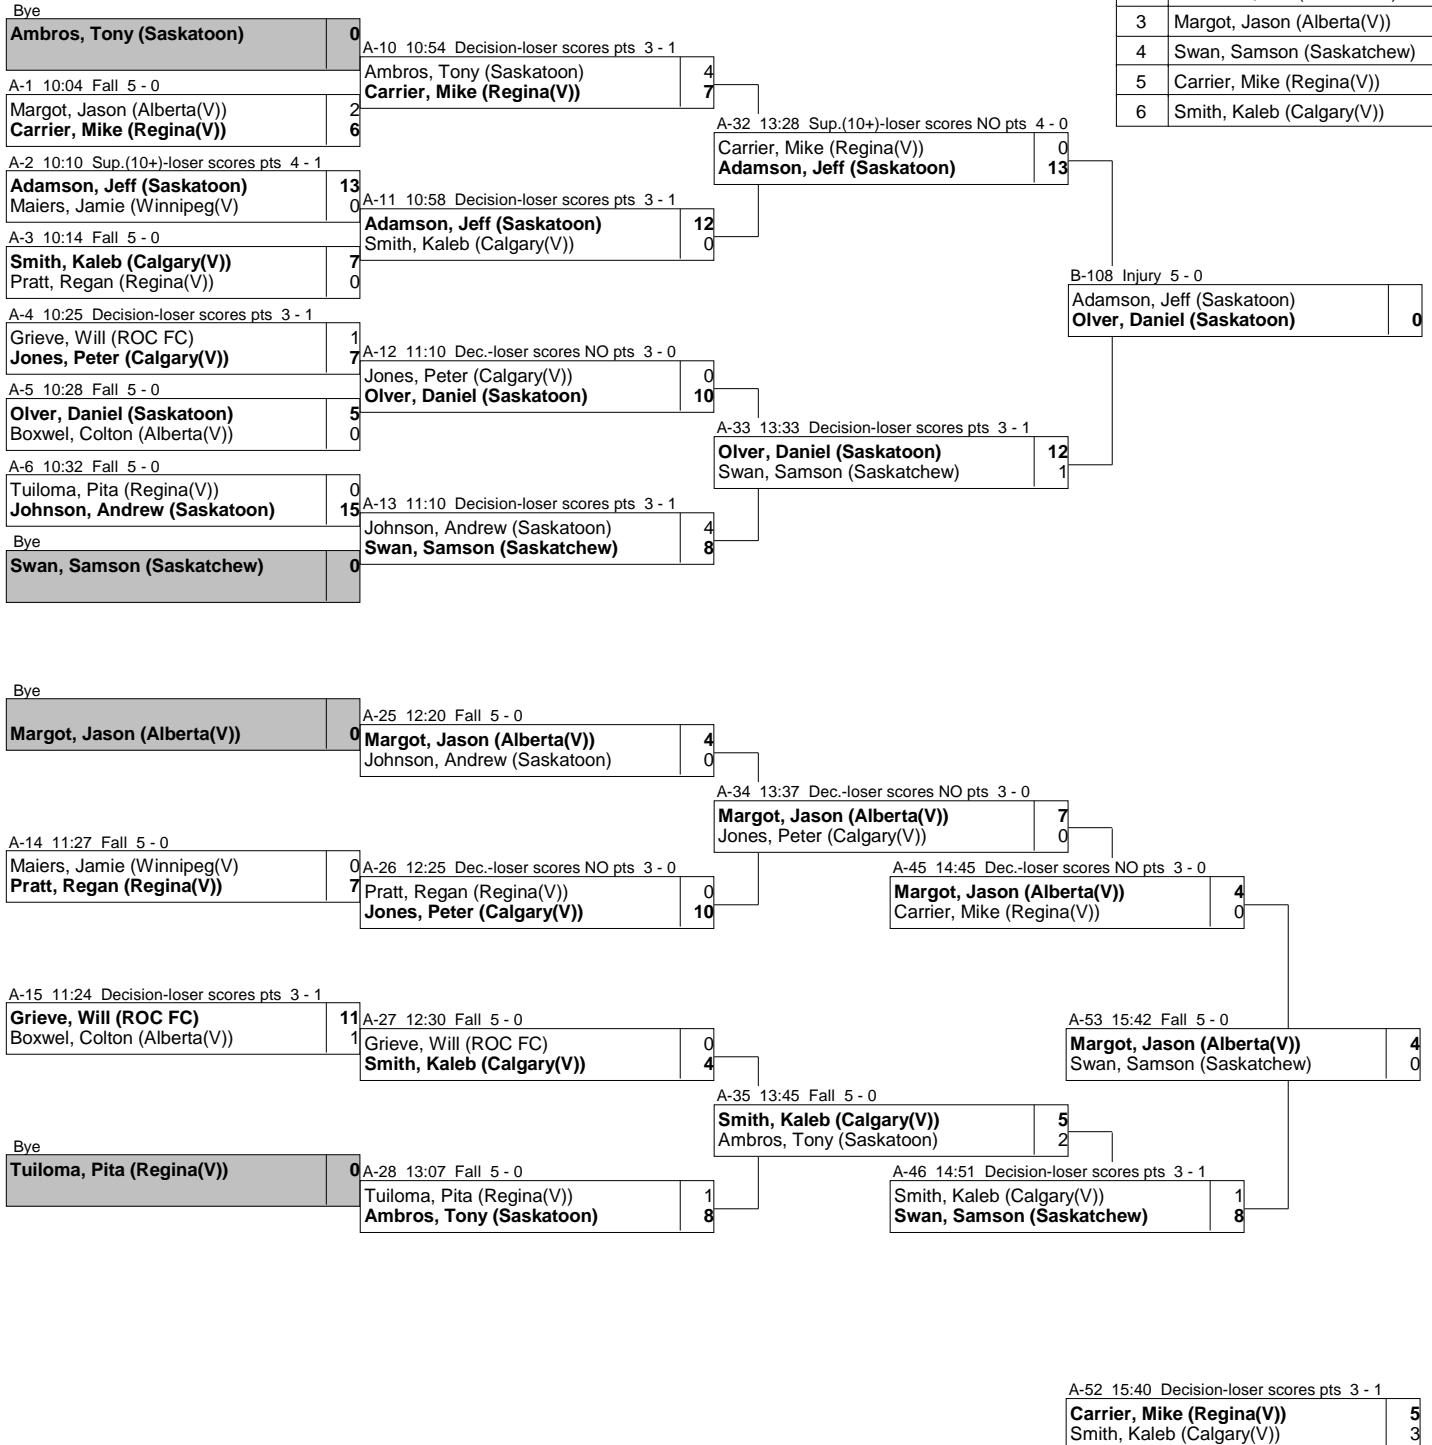 3 Margot, Jason (Alberta(V))
4 Swan, Samson (Saskatchew)
5 Carrier, Mike (Regina(V))
6 Smith, Kaleb (Calgary(V))
Bye
Ambros, Tony (Saskatoon) 0
A-1 10:04 Fall 5 - 0
Margot, Jason (Alberta(V)) 2
Carrier, Mike (Regina(V)) 6
A-2 10:10 Sup.(10+)-loser scores pts 4 - 1
Adamson, Jeff (Saskatoon) 13
Maiers, Jamie (Winnipeg(V) 0
A-3 10:14 Fall 5 - 0
Smith, Kaleb (Calgary(V)) 7
Pratt, Regan (Regina(V)) 0
A-4 10:25 Decision-loser scores pts 3 - 1
Grieve, Will (ROC FC) 1
Jones, Peter (Calgary(V)) 7
A-5 10:28 Fall 5 - 0
Olver, Daniel (Saskatoon) 5
Boxwel, Colton (Alberta(V)) 0
A-6 10:32 Fall 5 - 0
Tuiloma, Pita (Regina(V)) 0
Johnson, Andrew (Saskatoon) 15
Bye
Swan, Samson (Saskatchew) 0
A-10 10:54 Decision-loser scores pts 3 - 1
Ambros, Tony (Saskatoon) 4
Carrier, Mike (Regina(V)) 7
A-11 10:58 Decision-loser scores pts 3 - 1
Adamson, Jeff (Saskatoon) 12
Smith, Kaleb (Calgary(V)) 0
A-12 11:10 Dec.-loser scores NO pts 3 - 0
Jones, Peter (Calgary(V)) 0
Olver, Daniel (Saskatoon) 10
A-13 11:10 Decision-loser scores pts 3 - 1
Johnson, Andrew (Saskatoon) 4
Swan, Samson (Saskatchew) 8
A-32 13:28 Sup.(10+)-loser scores NO pts 4 - 0
Carrier, Mike (Regina(V)) 0
Adamson, Jeff (Saskatoon) 13
A-33 13:33 Decision-loser scores pts 3 - 1
Olver, Daniel (Saskatoon) 12
Swan, Samson (Saskatchew) 1
B-108 Injury 5 - 0
Adamson, Jeff (Saskatoon)
Olver, Daniel (Saskatoon) 0
Bye
Margot, Jason (Alberta(V)) 0
A-14 11:27 Fall 5 - 0
Maiers, Jamie (Winnipeg(V) 0
Pratt, Regan (Regina(V)) 7
A-15 11:24 Decision-loser scores pts 3 - 1
Grieve, Will (ROC FC) 11
Boxwel, Colton (Alberta(V)) 1
Bye
Tuiloma, Pita (Regina(V)) 0
A-25 12:20 Fall 5 - 0
Margot, Jason (Alberta(V)) 4
Johnson, Andrew (Saskatoon) 0
A-26 12:25 Dec.-loser scores NO pts 3 - 0
Pratt, Regan (Regina(V)) 0
Jones, Peter (Calgary(V)) 10
A-27 12:30 Fall 5 - 0
Grieve, Will (ROC FC) 0
Smith, Kaleb (Calgary(V)) 4
A-28 13:07 Fall 5 - 0
Tuiloma, Pita (Regina(V)) 1
Ambros, Tony (Saskatoon) 8
A-34 13:37 Dec.-loser scores NO pts 3 - 0
Margot, Jason (Alberta(V)) 7
Jones, Peter (Calgary(V)) 0
A-35 13:45 Fall 5 - 0
Smith, Kaleb (Calgary(V)) 5
Ambros, Tony (Saskatoon) 2
A-45 14:45 Dec.-loser scores NO pts 3 - 0
Margot, Jason (Alberta(V)) 4
Carrier, Mike (Regina(V)) 0
A-46 14:51 Decision-loser scores pts 3 - 1
Smith, Kaleb (Calgary(V)) 1
Swan, Samson (Saskatchew) 8
A-53 15:42 Fall 5 - 0
Margot, Jason (Alberta(V)) 4
Swan, Samson (Saskatchew) 0
A-52 15:40 Decision-loser scores pts 3 - 1
Carrier, Mike (Regina(V)) 5
Smith, Kaleb (Calgary(V)) 3